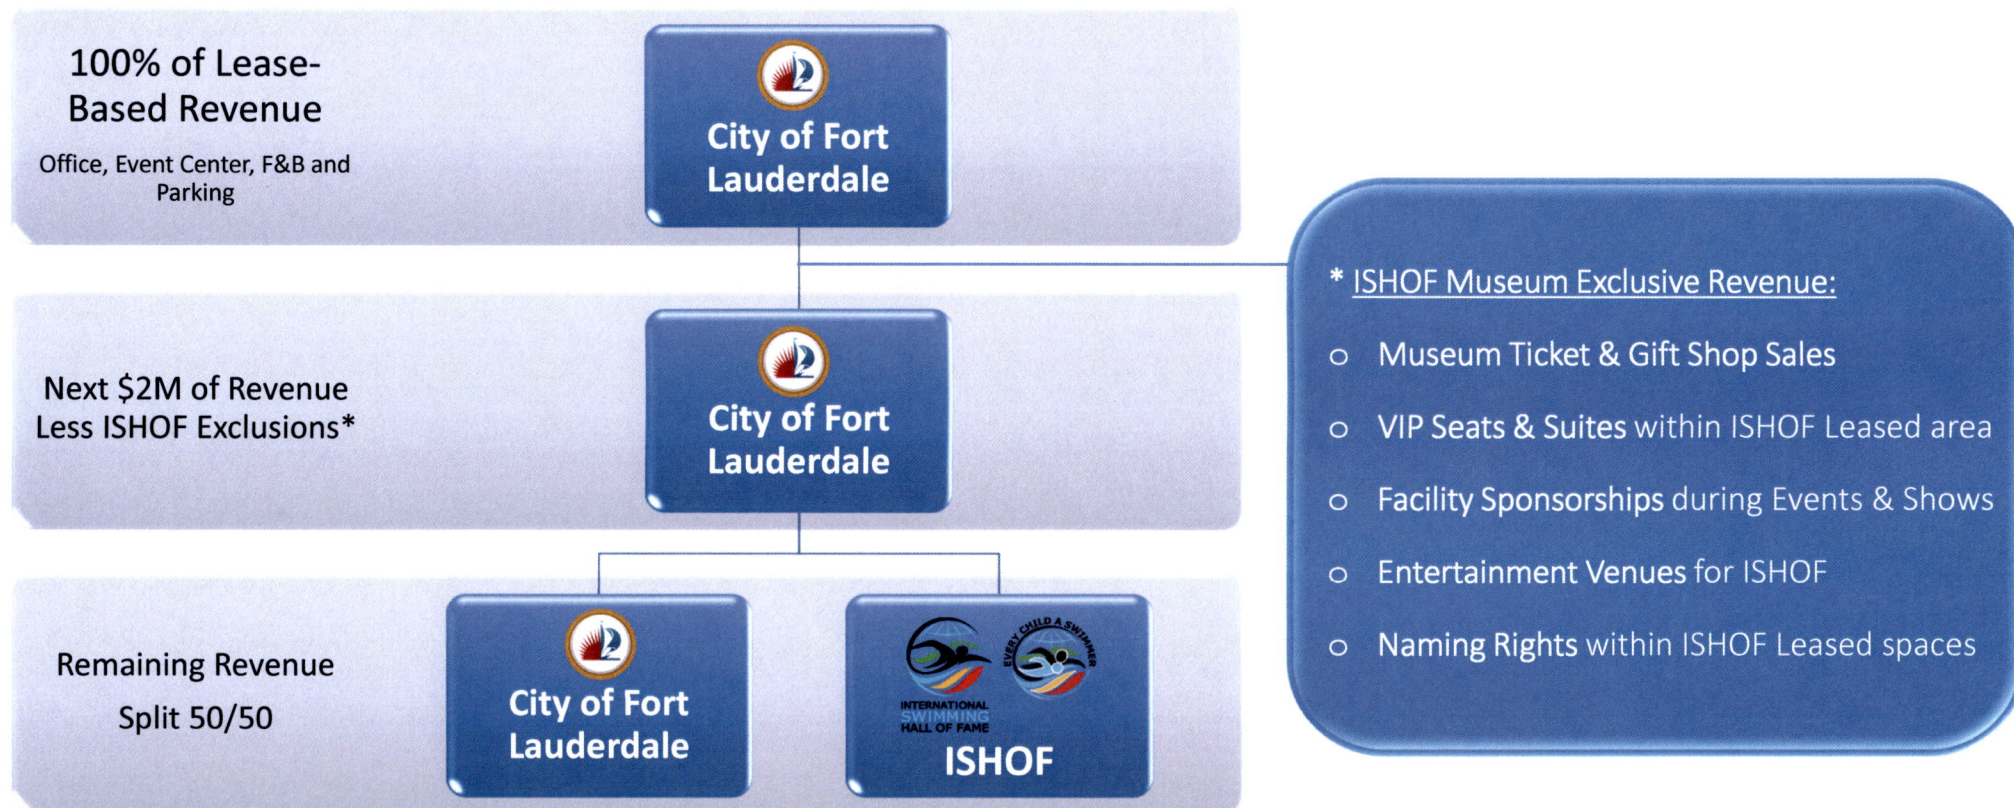 100% of Lease-
Based Revenue
Office, Event Center, F&B and
Parking
City of Fort
Lauderdale
Next $2M of Revenue
Less ISHOF Exclusions*
City of Fort
Lauderdale
Remaining Revenue
Split 50/50
City of Fort
Lauderdale
INTERNATIONAL
SWIMMING
HALL OF FAME
EVERY CHILD A SWIMMER
ISHOF
* ISHOF Museum Exclusive Revenue:
o Museum Ticket & Gift Shop Sales
o VIP Seats & Suites within ISHOF Leased area
o Facility Sponsorships during Events & Shows
o Entertainment Venues for ISHOF
o Naming Rights within ISHOF Leased spaces